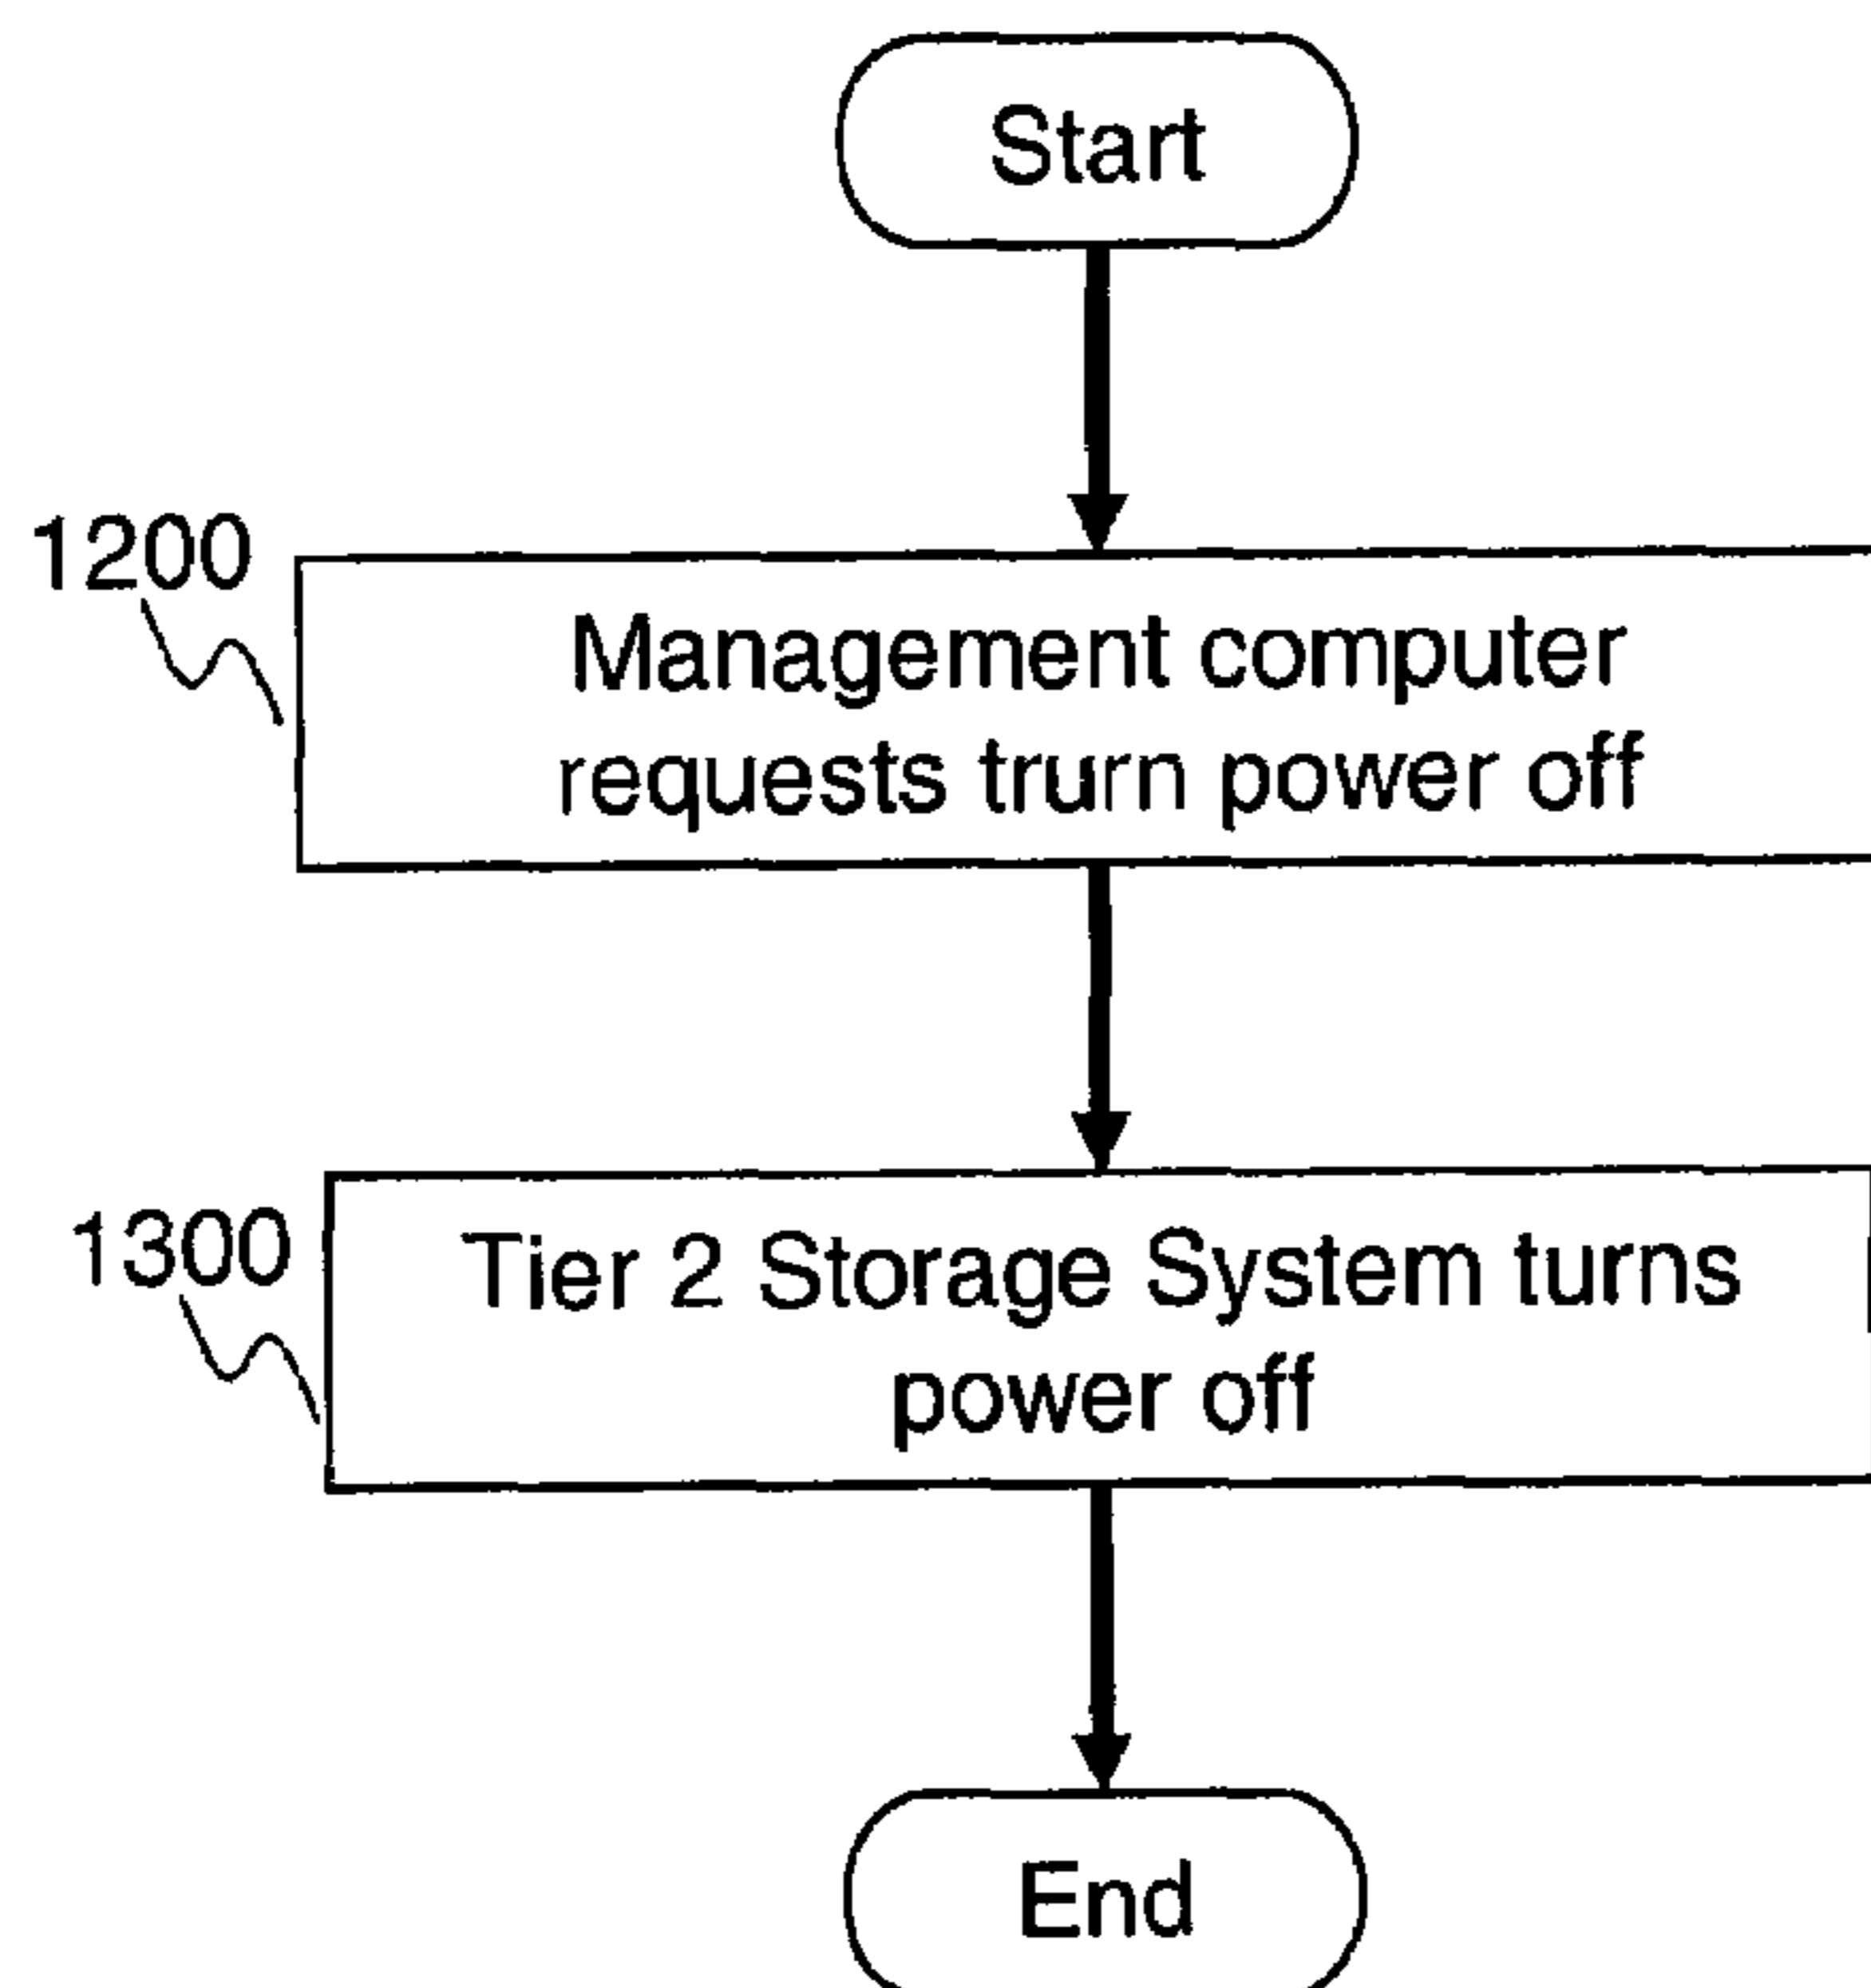 Start
1200
Management computer
requests trurn power off
1300
Tier 2 Storage System turns
power off
End